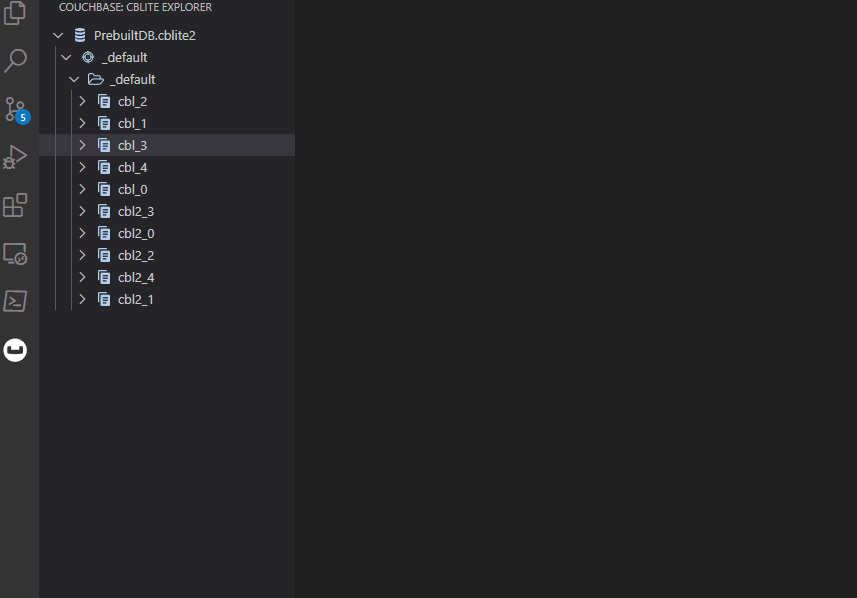 COUCHBASE: CBLITE EXPLORER
PrebuiltDB.cblite2
_default
_default
cbl_2
cbl_1
cbl_3
cbl_4
cbl_0
cbl2_3
cbl2_0
cbl2_2
cbl2_4
cbl2_1
5